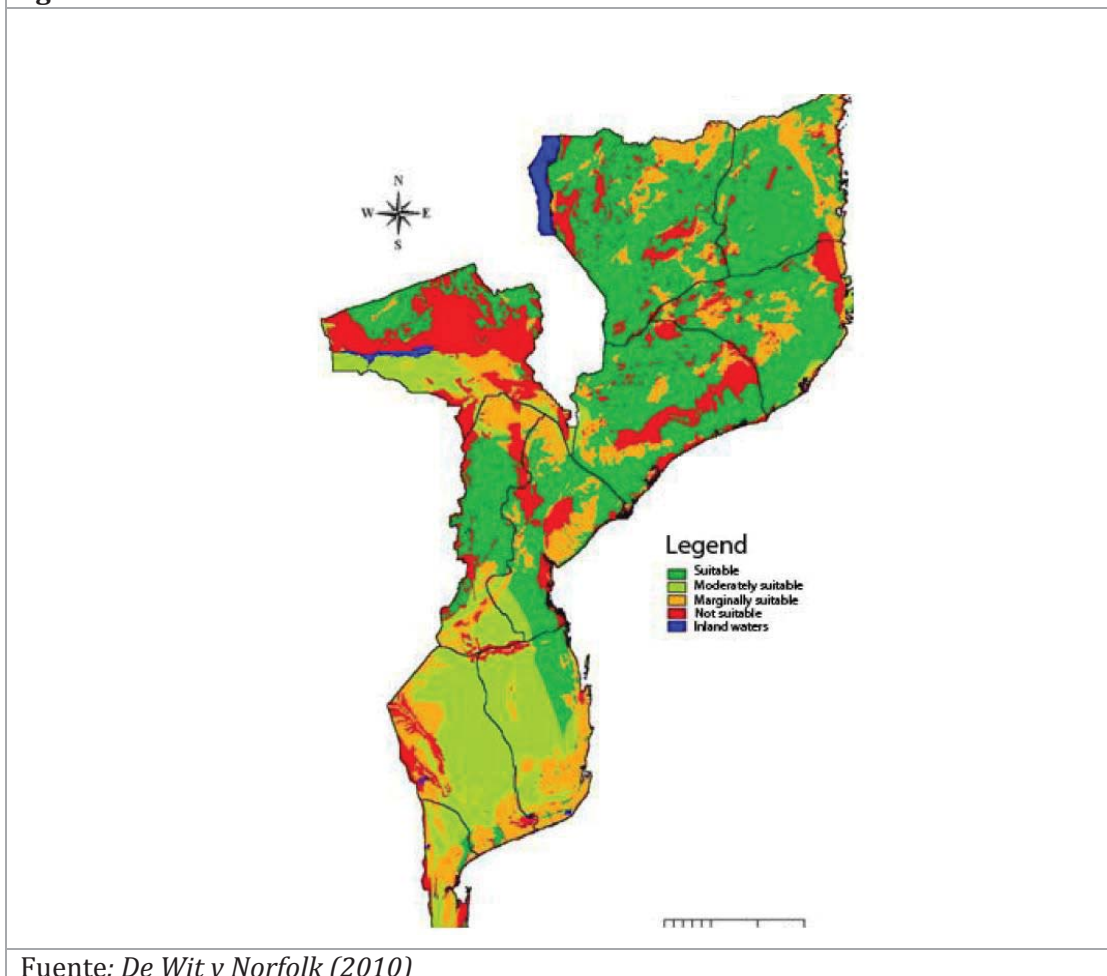 N
W E
S
Legend
Suitable
Moderately suitable
Marginally suitable
Not suitable
Inland waters
Fuente: De Wit y Norfolk (2010)